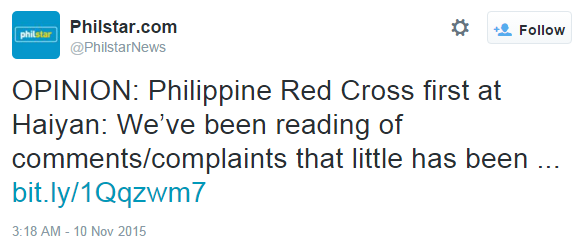 philstar
Philstar.com
@PhilstarNews
Follow
OPINION: Philippine Red Cross first at
Haiyan: We've been reading of
comments/complaints that little has been ...
bit.ly/1Qqzwm7
3:18 AM - 10 Nov 2015